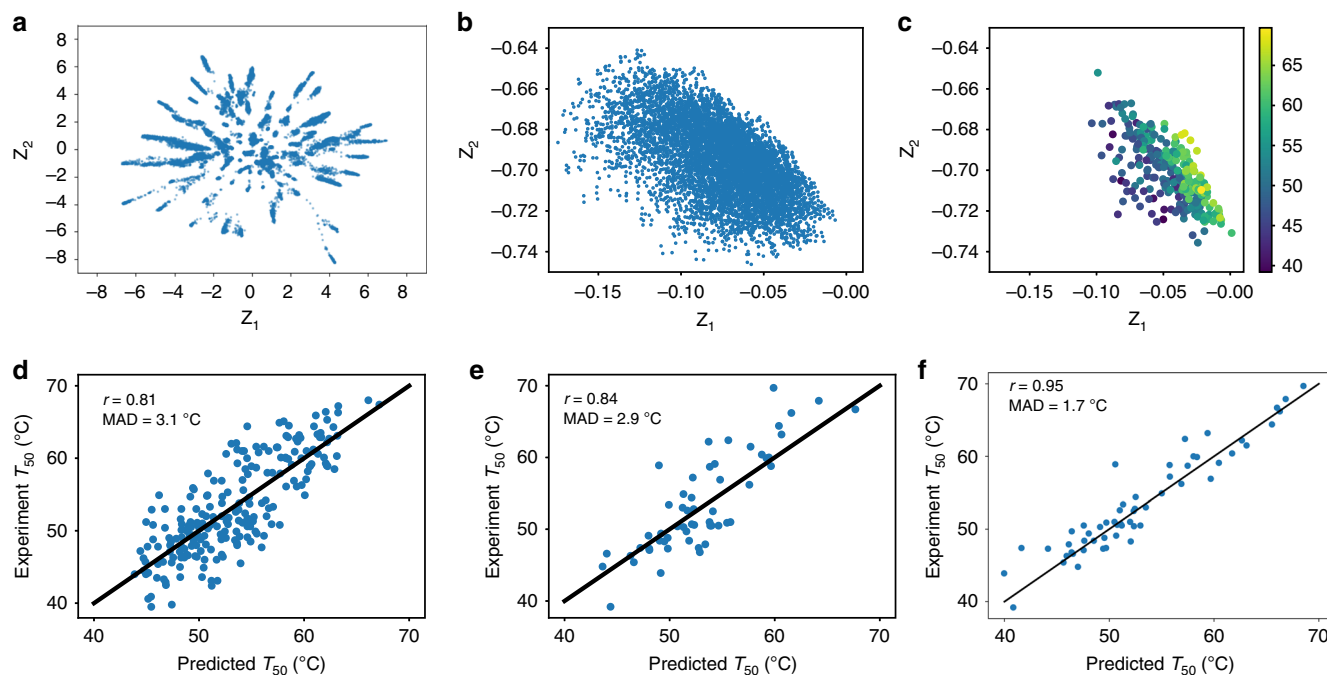 a
8
6
4
2
0
−2
−4
−6
−8
Z2
−8 −6 −4 −2 0 2 4 6 8
Z1
b
−0.64
−0.66
−0.68
−0.70
−0.72
−0.74
Z2
−0.15 −0.10 −0.05 −0.00
Z1
c
−0.64
−0.66
−0.68
−0.70
−0.72
−0.74
Z2
−0.15 −0.10 −0.05 −0.00
Z1
65
60
55
50
45
40
d
70
60
50
40
r = 0.81
MAD = 3.1 °C
Experiment T50 (°C)
40 50 60 70
Predicted T50 (°C)
e
70
60
50
40
r = 0.84
MAD = 2.9 °C
Experiment T50 (°C)
40 50 60 70
Predicted T50 (°C)
f
70
60
50
40
r = 0.95
MAD = 1.7 °C
Experiment T50 (°C)
40 50 60 70
Predicted T50 (°C)